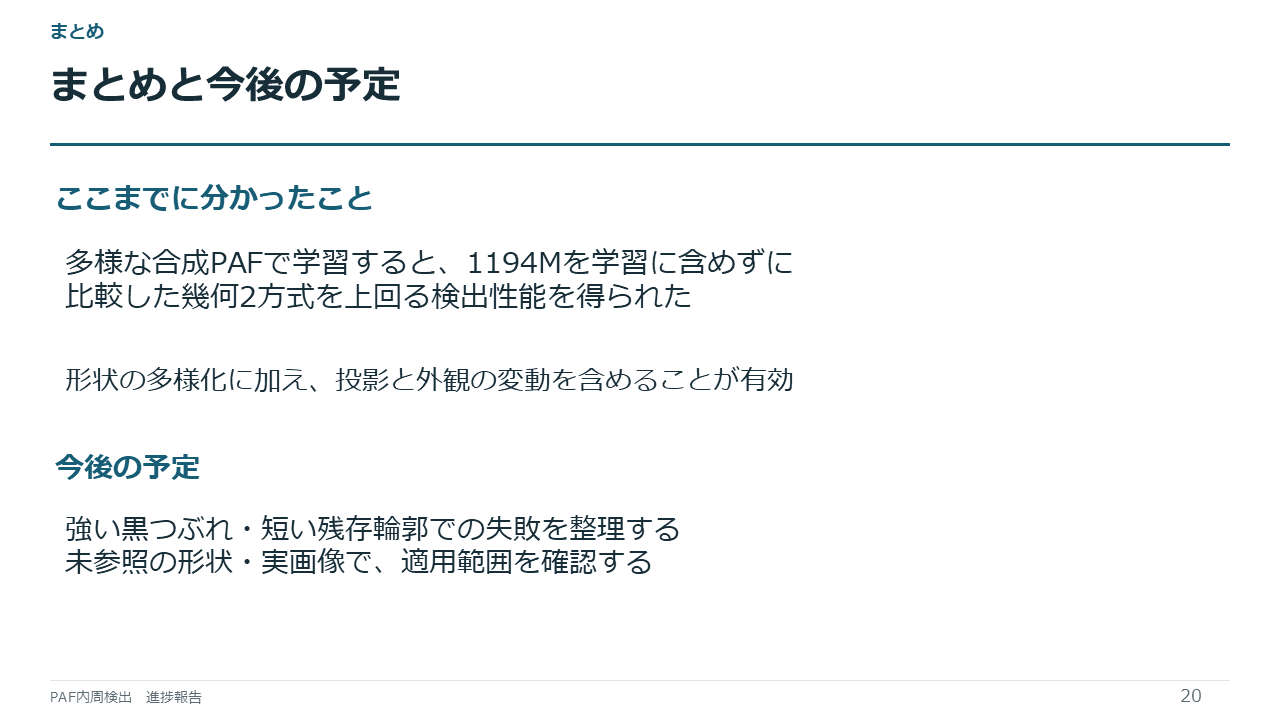 まとめ
まとめと今後の予定
ここまでに分かったこと
多様な合成PAFで学習すると、1194Mを学習に含めずに
比較した幾何2方式を上回る検出性能を得られた
形状の多様化に加え、投影と外観の変動を含めることが有効
今後の予定
強い黒つぶれ・短い残存輪郭での失敗を整理する
未参照の形状・実画像で、適用範囲を確認する
PAF内周検出　進捗報告
20